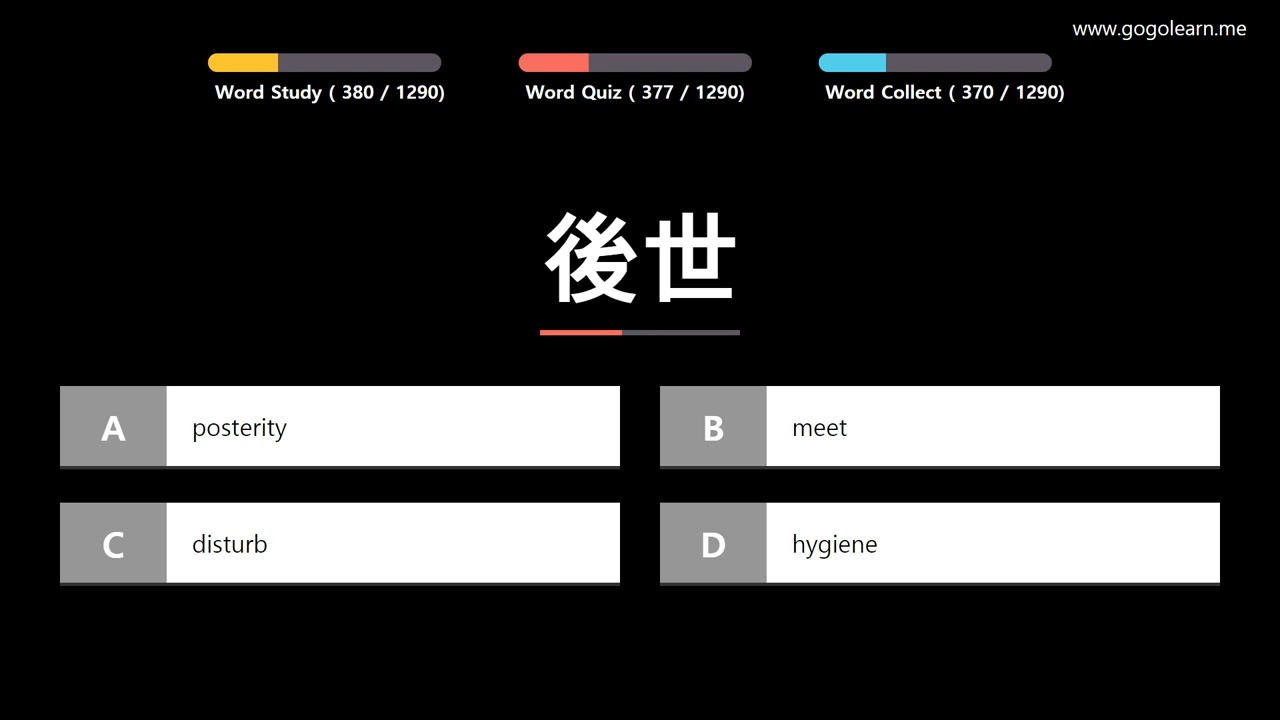 www.gogolearn.me
Word Study ( 380 / 1290)
Word Quiz ( 377 / 1290)
Word Collect ( 370 / 1290)
後世
A posterity
B meet
C disturb
D hygiene